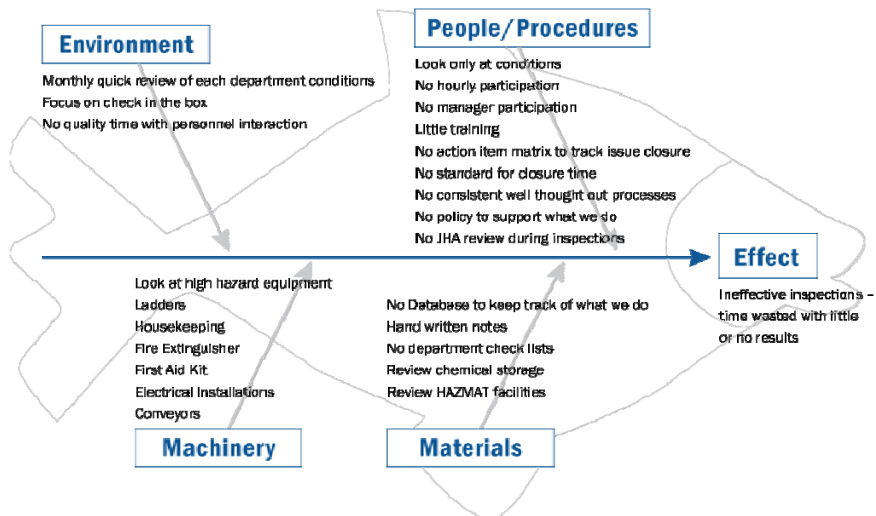 Environment
Monthly quick review of each department conditions
Focus on check in the box
No quality time with personnel interaction
People/Procedures
Look only at conditions
No hourly participation
No manager participation
Little training
No action item matrix to track issue closure
No standard for closure time
No consistent well thought out processes
No policy to support what we do
No JHA review during inspections
Effect
Ineffective inspections –
time wasted with little
or no results
Look at high hazard equipment
Ladders
Housekeeping
Fire Extinguisher
First Aid Kit
Electrical Installations
Conveyors
Machinery
No Database to keep track of what we do
Hand written notes
No department check lists
Review chemical storage
Review HAZMAT facilities
Materials